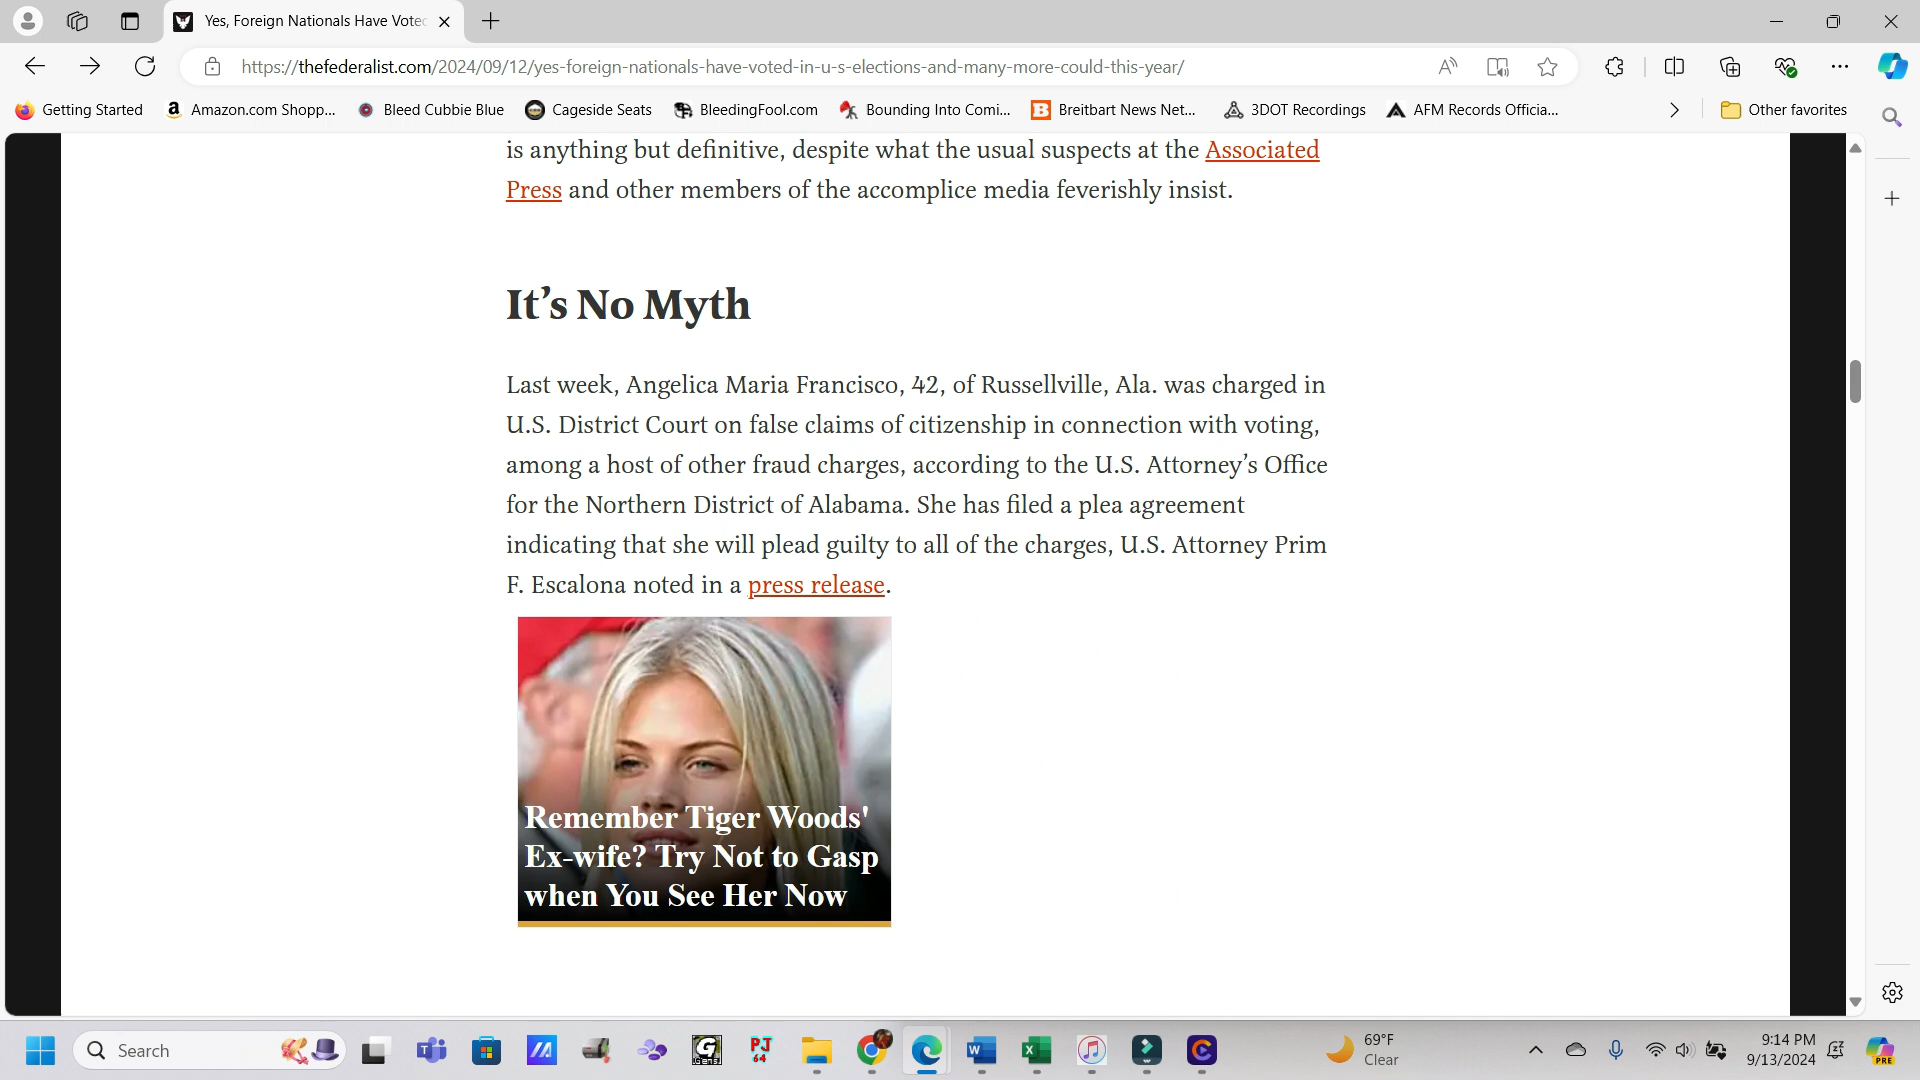 Yes, Foreign Nationals Have Votec
https://thefederalist.com/2024/09/12/yes-foreign-nationals-have-voted-in-u-s-elections-and-many-more-could-this-year/
Getting Started
Amazon.com Shopp...
Bleed Cubbie Blue
Cageside Seats
BleedingFool.com
Bounding Into Comi...
Breitbart News Net...
3DOT Recordings
AFM Records Officia...
Other favorites
is anything but definitive, despite what the usual suspects at the Associated
Press and other members of the accomplice media feverishly insist.
It’s No Myth
Last week, Angelica Maria Francisco, 42, of Russellville, Ala. was charged in
U.S. District Court on false claims of citizenship in connection with voting,
among a host of other fraud charges, according to the U.S. Attorney’s Office
for the Northern District of Alabama. She has filed a plea agreement
indicating that she will plead guilty to all of the charges, U.S. Attorney Prim
F. Escalona noted in a press release.
Remember Tiger Woods'
Ex-wife? Try Not to Gasp
when You See Her Now
Search
PJ
64
69°F
Clear
9:14 PM
9/13/2024
PRE